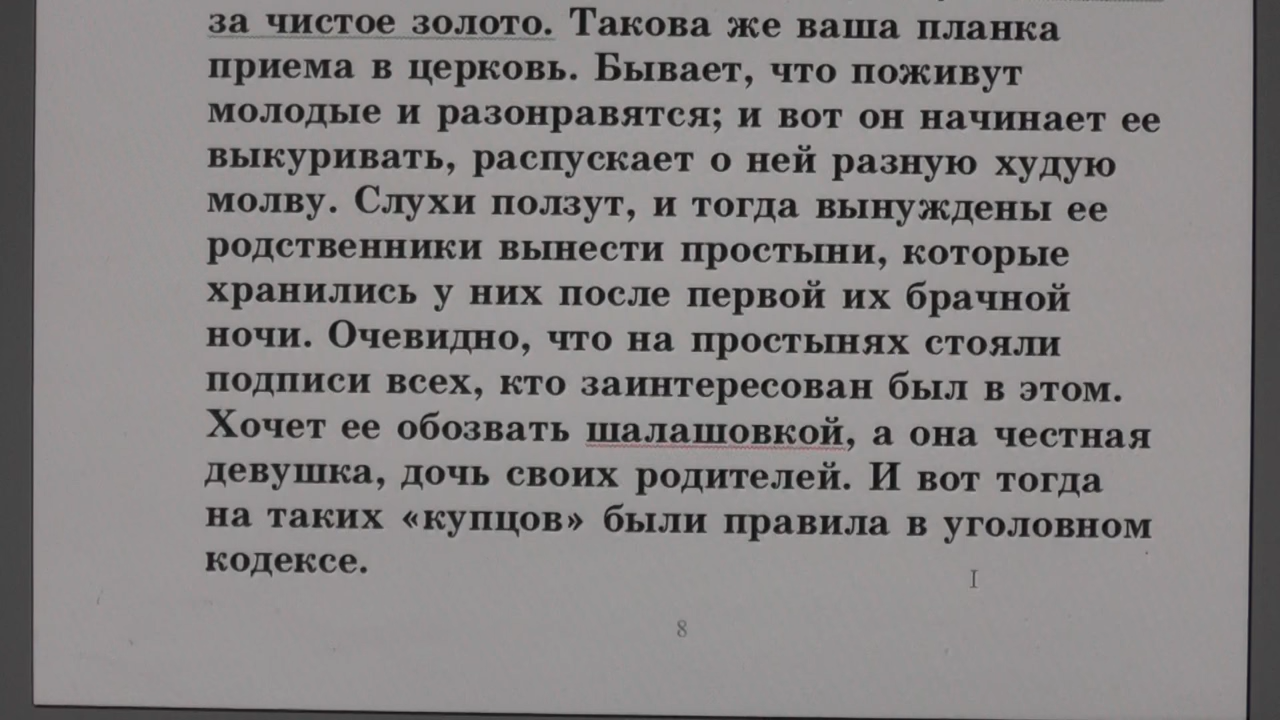 за чистое золото. Такова же ваша планка
приема в церковь. Бывает, что поживут
молодые и разонравятся; и вот он начинает ее
выкуривать, распускает о ней разную худую
молву. Слухи ползут, и тогда вынуждены ее
родственники вынести простыни, которые
хранились у них после первой их брачной
ночи. Очевидно, что на простынях стояли
подписи всех, кто заинтересован был в этом.
Хочет ее обозвать шалашовкой, а она честная
девушка, дочь своих родителей. И вот тогда
на таких «купцов» были правила в уголовном
кодексе.
8